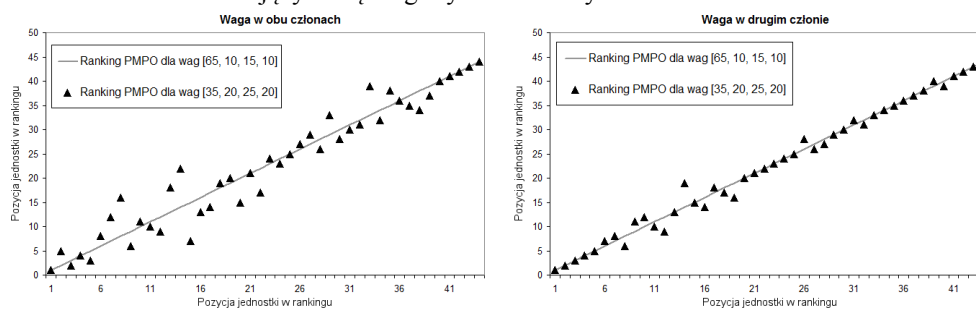 Waga w obu członach
50
45
40
35
30
25
20
15
10
5
0
Ranking PMPO dla wag [65, 10, 15, 10]
Ranking PMPO dla wag [35, 20, 25, 20]
Pozycja jednostki w rankingu
1 6 11 16 21 26 31 36 41
Pozycja jednostki w rankingu
Waga w drugim członie
50
45
40
35
30
25
20
15
10
5
0
Ranking PMPO dla wag [65, 10, 15, 10]
Ranking PMPO dla wag [35, 20, 25, 20]
Pozycja jednostki w rankingu
1 6 11 16 21 26 31 36 41
Pozycja jednostki w rankingu